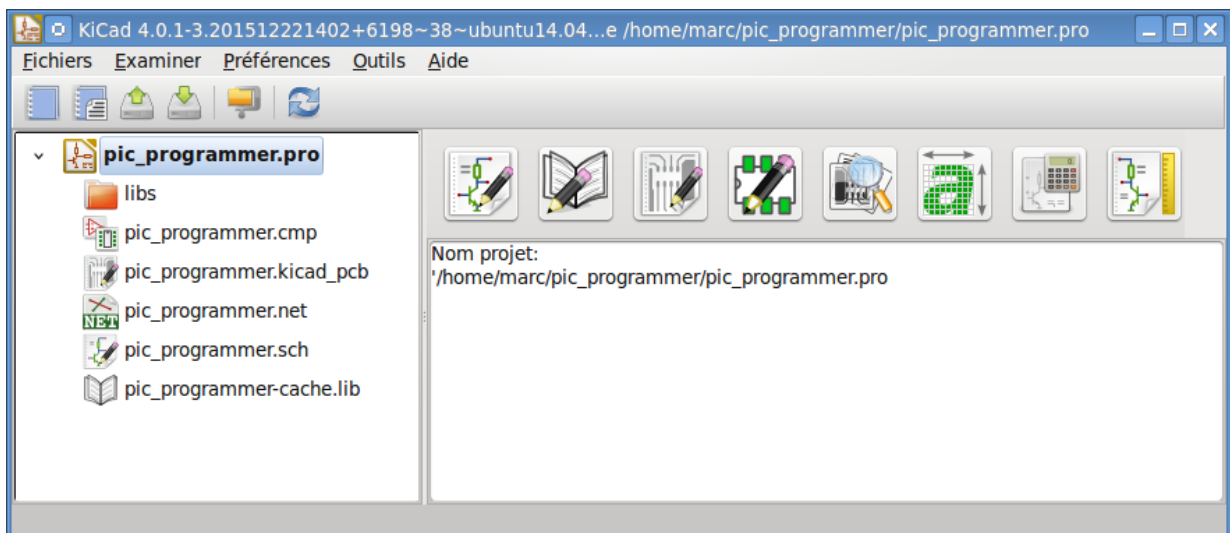 KiCad 4.0.1-3.201512221402+6198~38~ubuntu14.04...e /home/marc/pic_programmer/pic_programmer.pro
Fichiers Examiner Préférences Outils Aide
pic_programmer.pro
libs
pic_programmer.cmp
pic_programmer.kicad_pcb
NET
pic_programmer.net
pic_programmer.sch
pic_programmer-cache.lib
a
Nom projet:
'/home/marc/pic_programmer/pic_programmer.pro